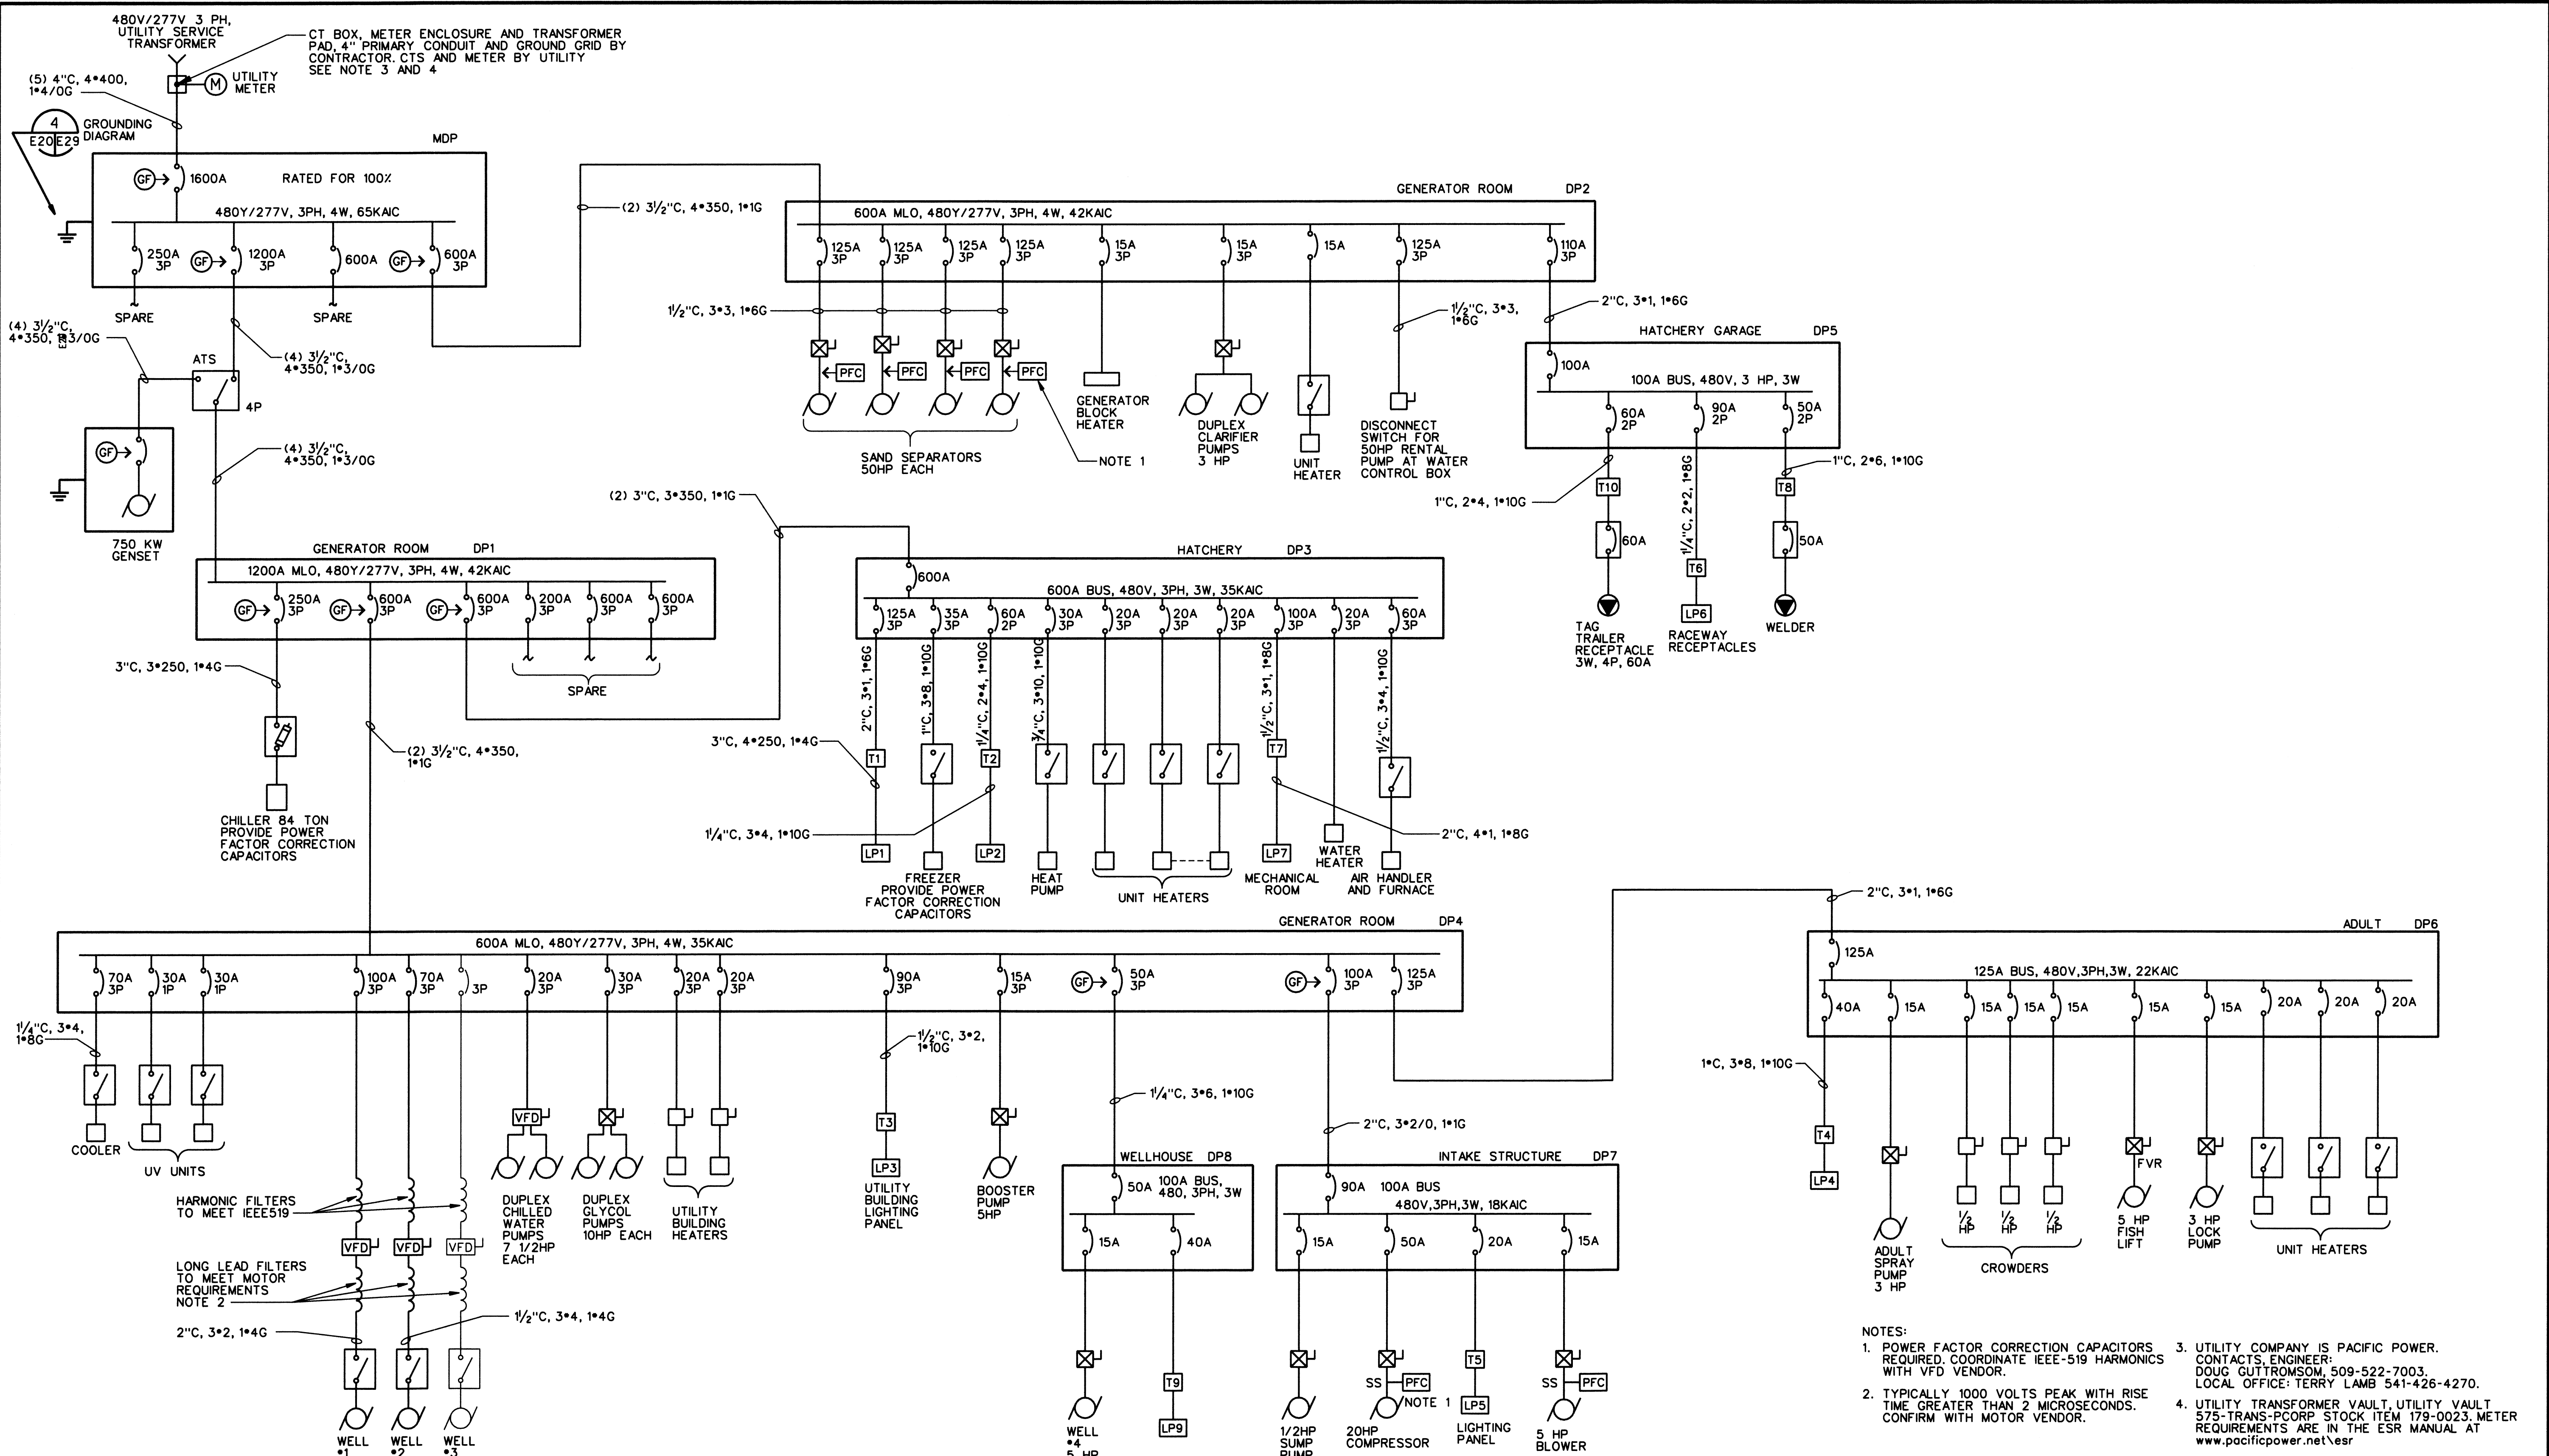 480V/277V 3 PH,
UTILITY SERVICE
TRANSFORMER
CT BOX, METER ENCLOSURE AND TRANSFORMER
PAD, 4" PRIMARY CONDUIT AND GROUND GRID BY
CONTRACTOR. CTS AND METER BY UTILITY
SEE NOTE 3 AND 4
(5) 4"C, 4•400,
1•4/0G
M
UTILITY
METER
4
E20 E29
GROUNDING
DIAGRAM
MDP
GF
1600A
RATED FOR 100%
480Y/277V, 3PH, 4W, 65KAIC
250A
3P
GF
1200A
3P
600A
GF
600A
3P
SPARE
SPARE
(4) 3½"C,
4•350, 1•3/0G
ATS
4P
(4) 3½"C,
4•350, 1•3/0G
GF
(4) 3½"C,
4•350, 1•3/0G
750 KW
GENSET
(2) 3½"C, 4•350, 1•1G
GENERATOR ROOM DP2
600A MLO, 480Y/277V, 3PH, 4W, 42KAIC
125A
3P
125A
3P
125A
3P
125A
3P
15A
3P
15A
3P
15A
125A
3P
110A
3P
1½"C, 3•3, 1•6G
PFC
PFC
PFC
PFC
SAND SEPARATORS
50HP EACH
NOTE 1
GENERATOR
BLOCK
HEATER
DUPLEX
CLARIFIER
PUMPS
3 HP
UNIT
HEATER
1½"C, 3•3,
1•6G
DISCONNECT
SWITCH FOR
50HP RENTAL
PUMP AT WATER
CONTROL BOX
2"C, 3•1, 1•6G
HATCHERY GARAGE DP5
100A
100A BUS, 480V, 3 HP, 3W
60A
2P
90A
2P
50A
2P
1"C, 2•4, 1•10G
1¼"C, 2•2, 1•8G
1"C, 2•6, 1•10G
T10
T8
60A
50A
T6
LP6
TAG
TRAILER
RECEPTACLE
3W, 4P, 60A
RACEWAY
RECEPTACLES
WELDER
GENERATOR ROOM DP1
1200A MLO, 480Y/277V, 3PH, 4W, 42KAIC
GF
250A
3P
GF
600A
3P
GF
600A
3P
200A
3P
600A
3P
600A
3P
SPARE
3"C, 3•250, 1•4G
CHILLER 84 TON
PROVIDE POWER
FACTOR CORRECTION
CAPACITORS
(2) 3½"C, 4•350,
1•1G
(2) 3"C, 3•350, 1•1G
HATCHERY DP3
600A
600A BUS, 480V, 3PH, 3W, 35KAIC
125A
3P
35A
3P
60A
2P
30A
3P
20A
3P
20A
3P
20A
3P
100A
3P
20A
3P
60A
3P
2"C, 3•1, 1•6G
1"C, 3•8, 1•10G
1¼"C, 2•4, 1•10G
¾"C, 3•10, 1•10G
1½"C, 3•1, 1•8G
1½"C, 3•4, 1•10G
3"C, 4•250, 1•4G
T1
T2
T7
1¼"C, 3•4, 1•10G
2"C, 4•1, 1•8G
LP1
LP2
LP7
FREEZER
PROVIDE POWER
FACTOR CORRECTION
CAPACITORS
HEAT
PUMP
UNIT HEATERS
MECHANICAL
ROOM
WATER
HEATER
AIR HANDLER
AND FURNACE
GENERATOR ROOM DP4
600A MLO, 480Y/277V, 3PH, 4W, 35KAIC
70A
3P
30A
1P
30A
1P
100A
3P
70A
3P
3P
20A
3P
30A
3P
20A
3P
20A
3P
90A
3P
15A
3P
GF
50A
3P
GF
100A
3P
125A
3P
1¼"C, 3•4,
1•8G
COOLER
UV UNITS
HARMONIC FILTERS
TO MEET IEEE519
VFD
VFD
VFD
LONG LEAD FILTERS
TO MEET MOTOR
REQUIREMENTS
NOTE 2
2"C, 3•2, 1•4G
1½"C, 3•4, 1•4G
WELL
•1
WELL
•2
WELL
•3
VFD
DUPLEX
CHILLED
WATER
PUMPS
7 1/2HP
EACH
DUPLEX
GLYCOL
PUMPS
10HP EACH
UTILITY
BUILDING
HEATERS
1½"C, 3•2,
1•10G
T3
LP3
UTILITY
BUILDING
LIGHTING
PANEL
BOOSTER
PUMP
5HP
1¼"C, 3•6, 1•10G
WELLHOUSE DP8
50A
100A BUS,
480, 3PH, 3W
15A
40A
T9
LP9
WELL
•4
5 HP
2"C, 3•2/0, 1•1G
INTAKE STRUCTURE DP7
90A
100A BUS
480V,3PH,3W, 18KAIC
15A
50A
20A
15A
SS
PFC
NOTE 1
T5
LP5
SS
PFC
1/2HP
SUMP
PUMP
20HP
COMPRESSOR
LIGHTING
PANEL
5 HP
BLOWER
2"C, 3•1, 1•6G
ADULT DP6
125A
125A BUS, 480V,3PH,3W, 22KAIC
40A
15A
15A
15A
15A
15A
15A
20A
20A
20A
1•C, 3•8, 1•10G
T4
LP4
ADULT
SPRAY
PUMP
3 HP
½
HP
½
HP
½
HP
CROWDERS
FVR
5 HP
FISH
LIFT
3 HP
LOCK
PUMP
UNIT HEATERS
NOTES:
1. POWER FACTOR CORRECTION CAPACITORS
REQUIRED. COORDINATE IEEE-519 HARMONICS
WITH VFD VENDOR.
2. TYPICALLY 1000 VOLTS PEAK WITH RISE
TIME GREATER THAN 2 MICROSECONDS.
CONFIRM WITH MOTOR VENDOR.
3. UTILITY COMPANY IS PACIFIC POWER.
CONTACTS, ENGINEER:
DOUG GUTTROMSOM, 509-522-7003.
LOCAL OFFICE: TERRY LAMB 541-426-4270.
4. UTILITY TRANSFORMER VAULT, UTILITY VAULT
575-TRANS-PCORP STOCK ITEM 179-0023. METER
REQUIREMENTS ARE IN THE ESR MANUAL AT
www.pacificpower.net\esr